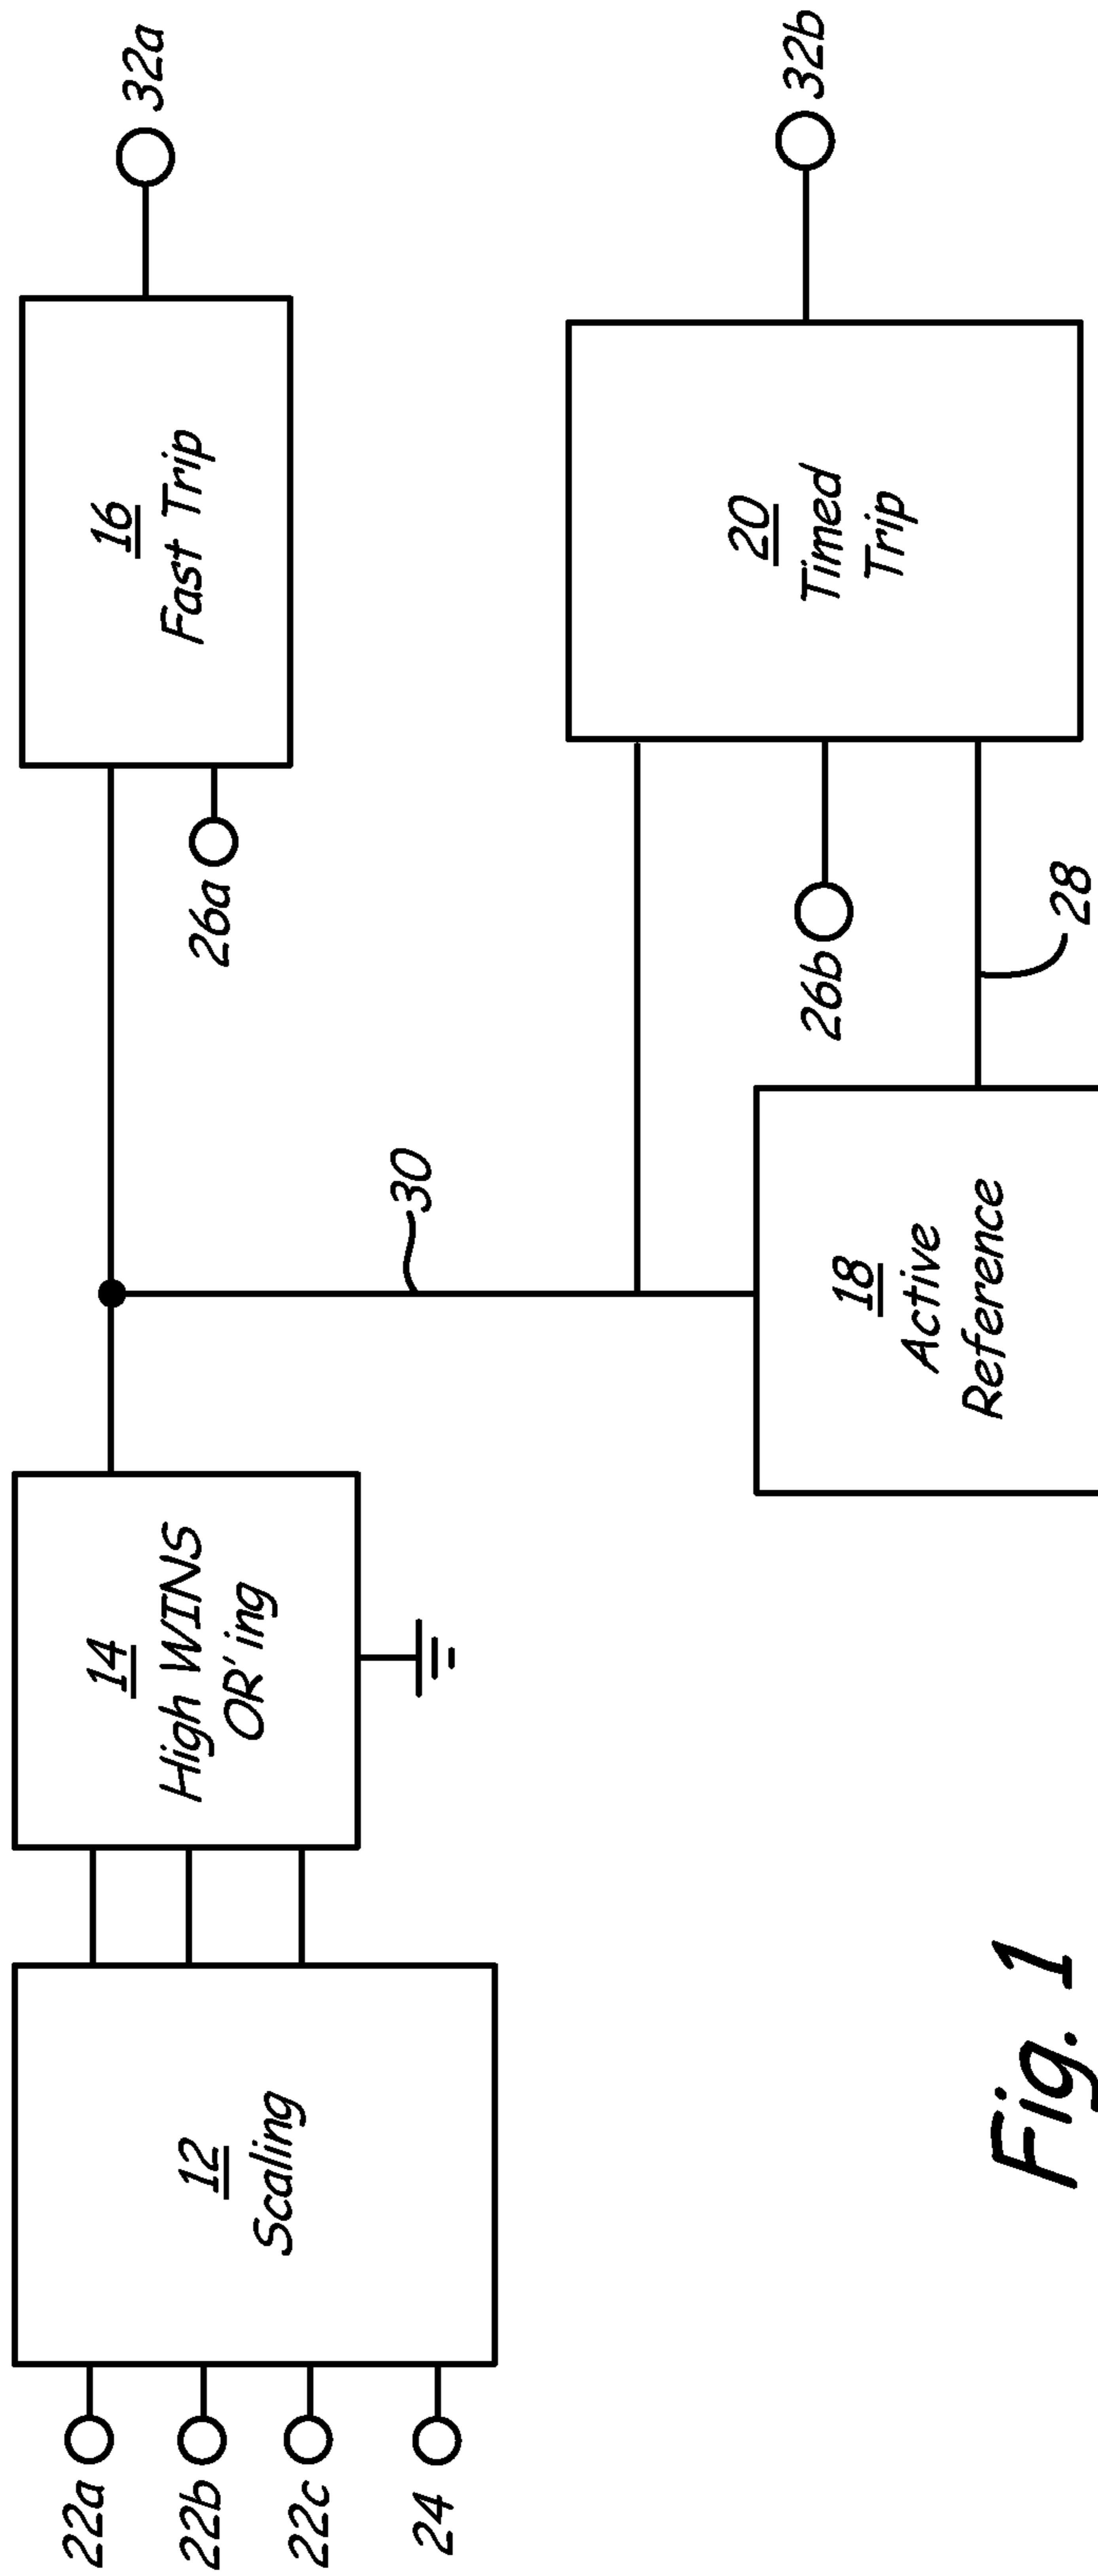 22a
22b
22c
24
12
Scaling
14
High WINS
OR'ing
30
16
Fast Trip
26a
32a
18
Active
Reference
28
26b
20
Timed
Trip
32b
Fig. 1